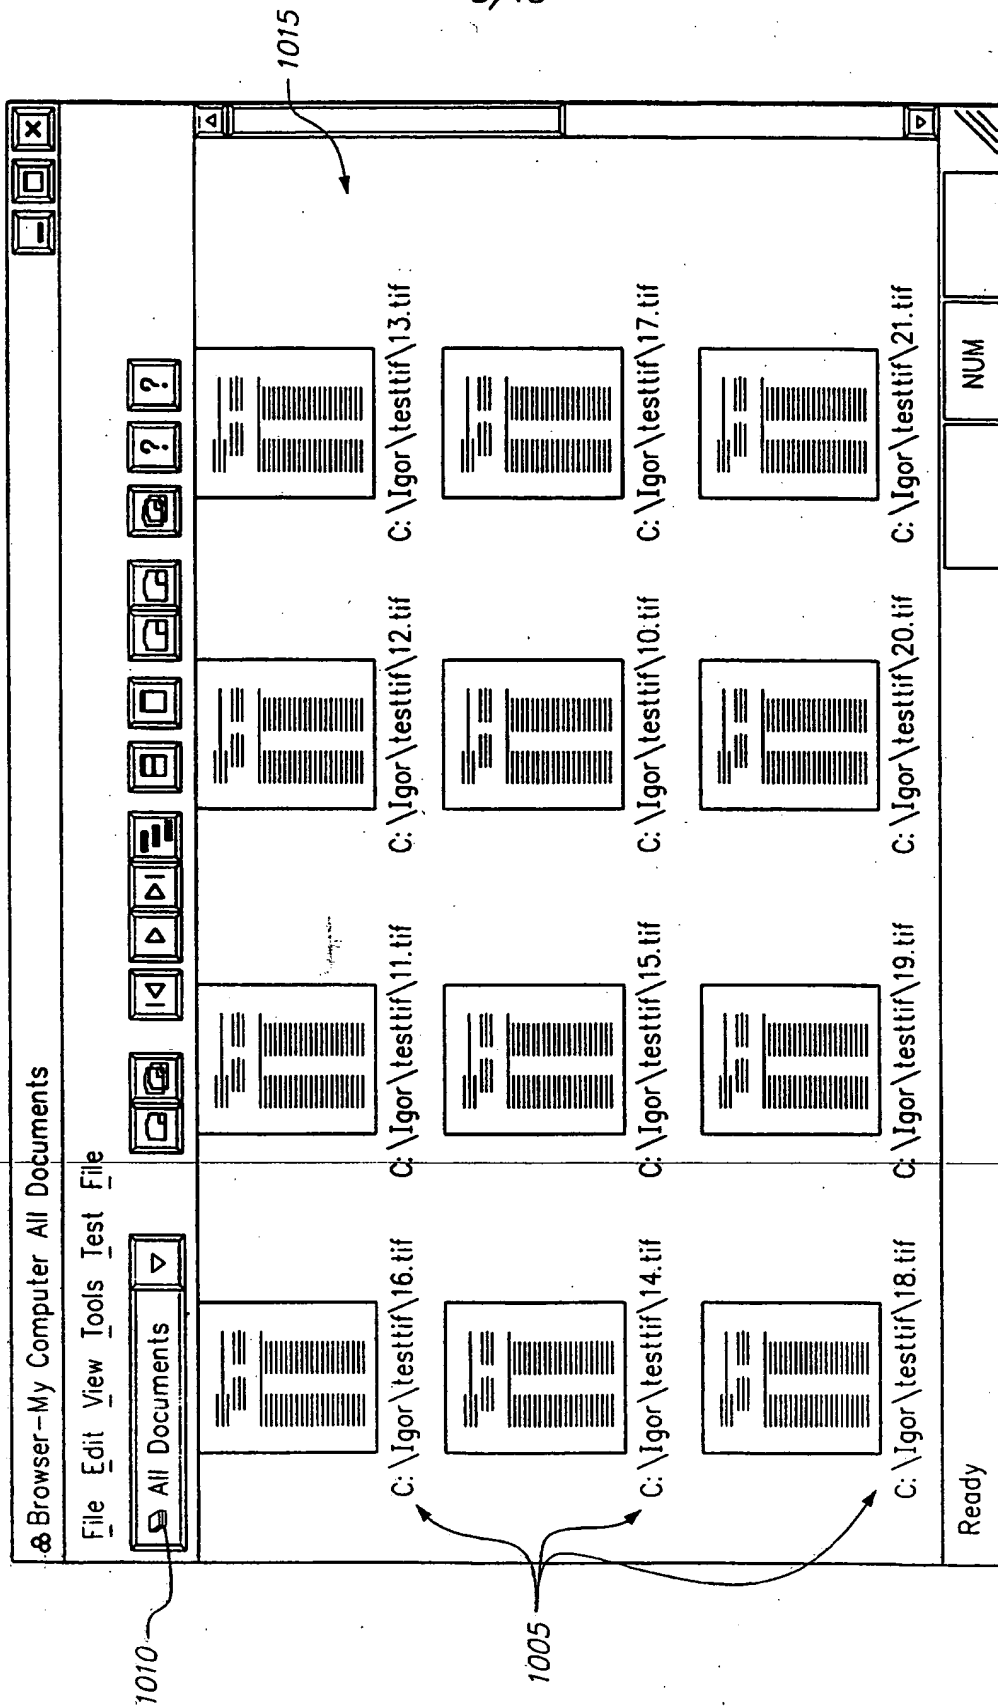 1015
Browser-My Computer All Documents
File Edit View Tools Test File
All Documents
? ?
1010
C:\Igor\testtif\16.tif C:\Igor\testtif\11.tif C:\Igor\testtif\12.tif C:\Igor\testtif\13.tif
C:\Igor\testtif\14.tif C:\Igor\testtif\15.tif C:\Igor\testtif\10.tif C:\Igor\testtif\17.tif
1005
C:\Igor\testtif\18.tif C:\Igor\testtif\19.tif C:\Igor\testtif\20.tif C:\Igor\testtif\21.tif
Ready NUM